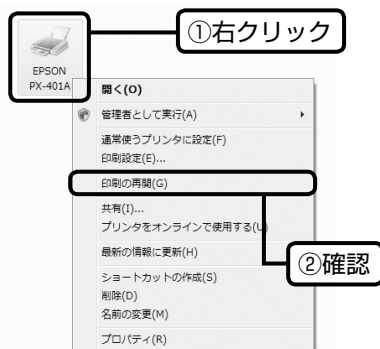 ①右クリック
EPSON
PX-401A
開く(O)
管理者として実行(A)
通常使うプリンタに設定(F)
印刷設定(E)...
印刷の再開(G)
共有(I)...
プリンタをオンラインで使用する(U)
最新の情報に更新(H)
②確認
ショートカットの作成(S)
削除(D)
名前の変更(M)
プロパティ(R)